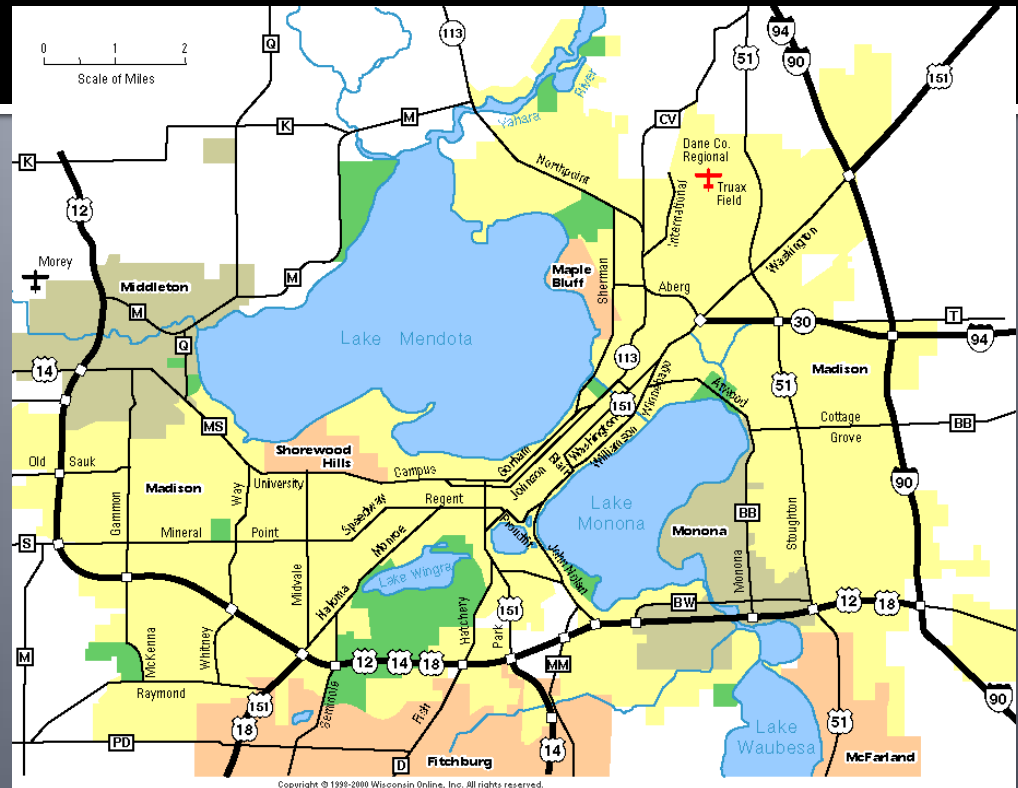 0 1 2
Scale of Miles
Q
113
51
94
90
151
K
M
Yahara
River
CV
Dane Co.
Regional
Truax
Field
K
Northpoint
International
12
Washington
Morey
Middleton
M
M
Maple
Bluff
Sherman
Aberg
Lake Mendota
30
T
94
Q
14
113
51
Madison
Winnebago
Atwood
151
Cottage
Grove
BB
MS
Shorewood
Hills
Washington
Williamson
Gorham
Blair
Johnson
Old Sauk
Campus
University
Madison
Way
Speedway
Regent
Lake
Monona
90
Gammon
Mineral Point
Monroe
Proudfit
Monona
BB
Stoughton
S
John Nolan
Midvale
Lake Wingra
Haloma
Hatchery
Park
151
Monona
BW
12 18
McKenna
Whitney
M
12 14 18
MM
Raymond
151
Seminole
Fish
90
18
51
PD
14
Lake
Waubesa
D
Fitchburg
McFarland
Copyright © 1998-2000 Wisconsin Online, Inc. All rights reserved.